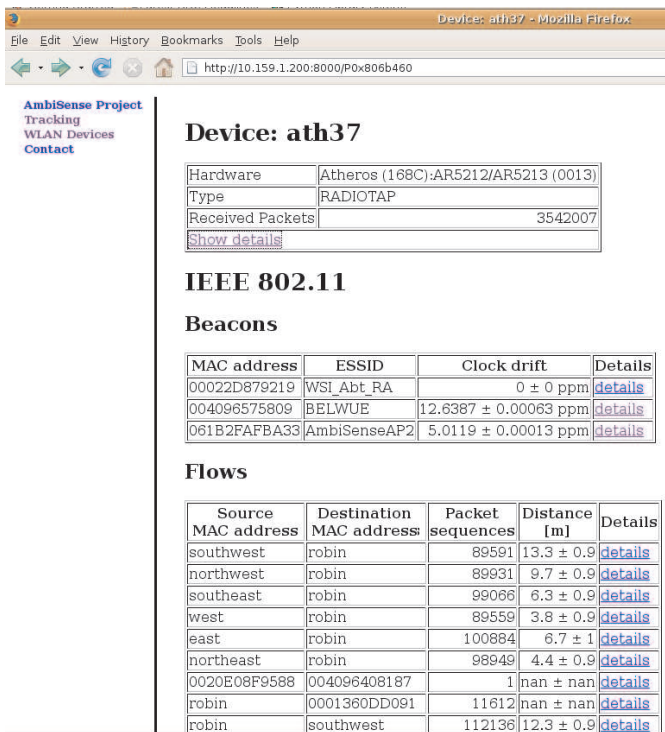 Device: ath37 - Mozilla Firefox
File Edit View History Bookmarks Tools Help
http://10.159.1.200:8000/P0x806b460
AmbiSense Project
Tracking
WLAN Devices
Contact
Device: ath37
Hardware Atheros (168C):AR5212/AR5213 (0013)
Type RADIOTAP
Received Packets 3542007
Show details
IEEE 802.11
Beacons
MAC address ESSID Clock drift Details
00022D879219 WSI_Abt_RA 0 ± 0 ppm details
004096575809 BELWUE 12.6387 ± 0.00063 ppm details
061B2FAFBA33 AmbiSenseAP2 5.0119 ± 0.00013 ppm details
Flows
Source MAC address Destination MAC address Packet sequences Distance [m] Details
southwest robin 89591 13.3 ± 0.9 details
northwest robin 89931 9.7 ± 0.9 details
southeast robin 99066 6.3 ± 0.9 details
west robin 89559 3.8 ± 0.9 details
east robin 100884 6.7 ± 1 details
northeast robin 98949 4.4 ± 0.9 details
0020E08F9588 004096408187 1 nan ± nan details
robin 0001360DD091 11612 nan ± nan details
robin southwest 112136 12.3 ± 0.9 details